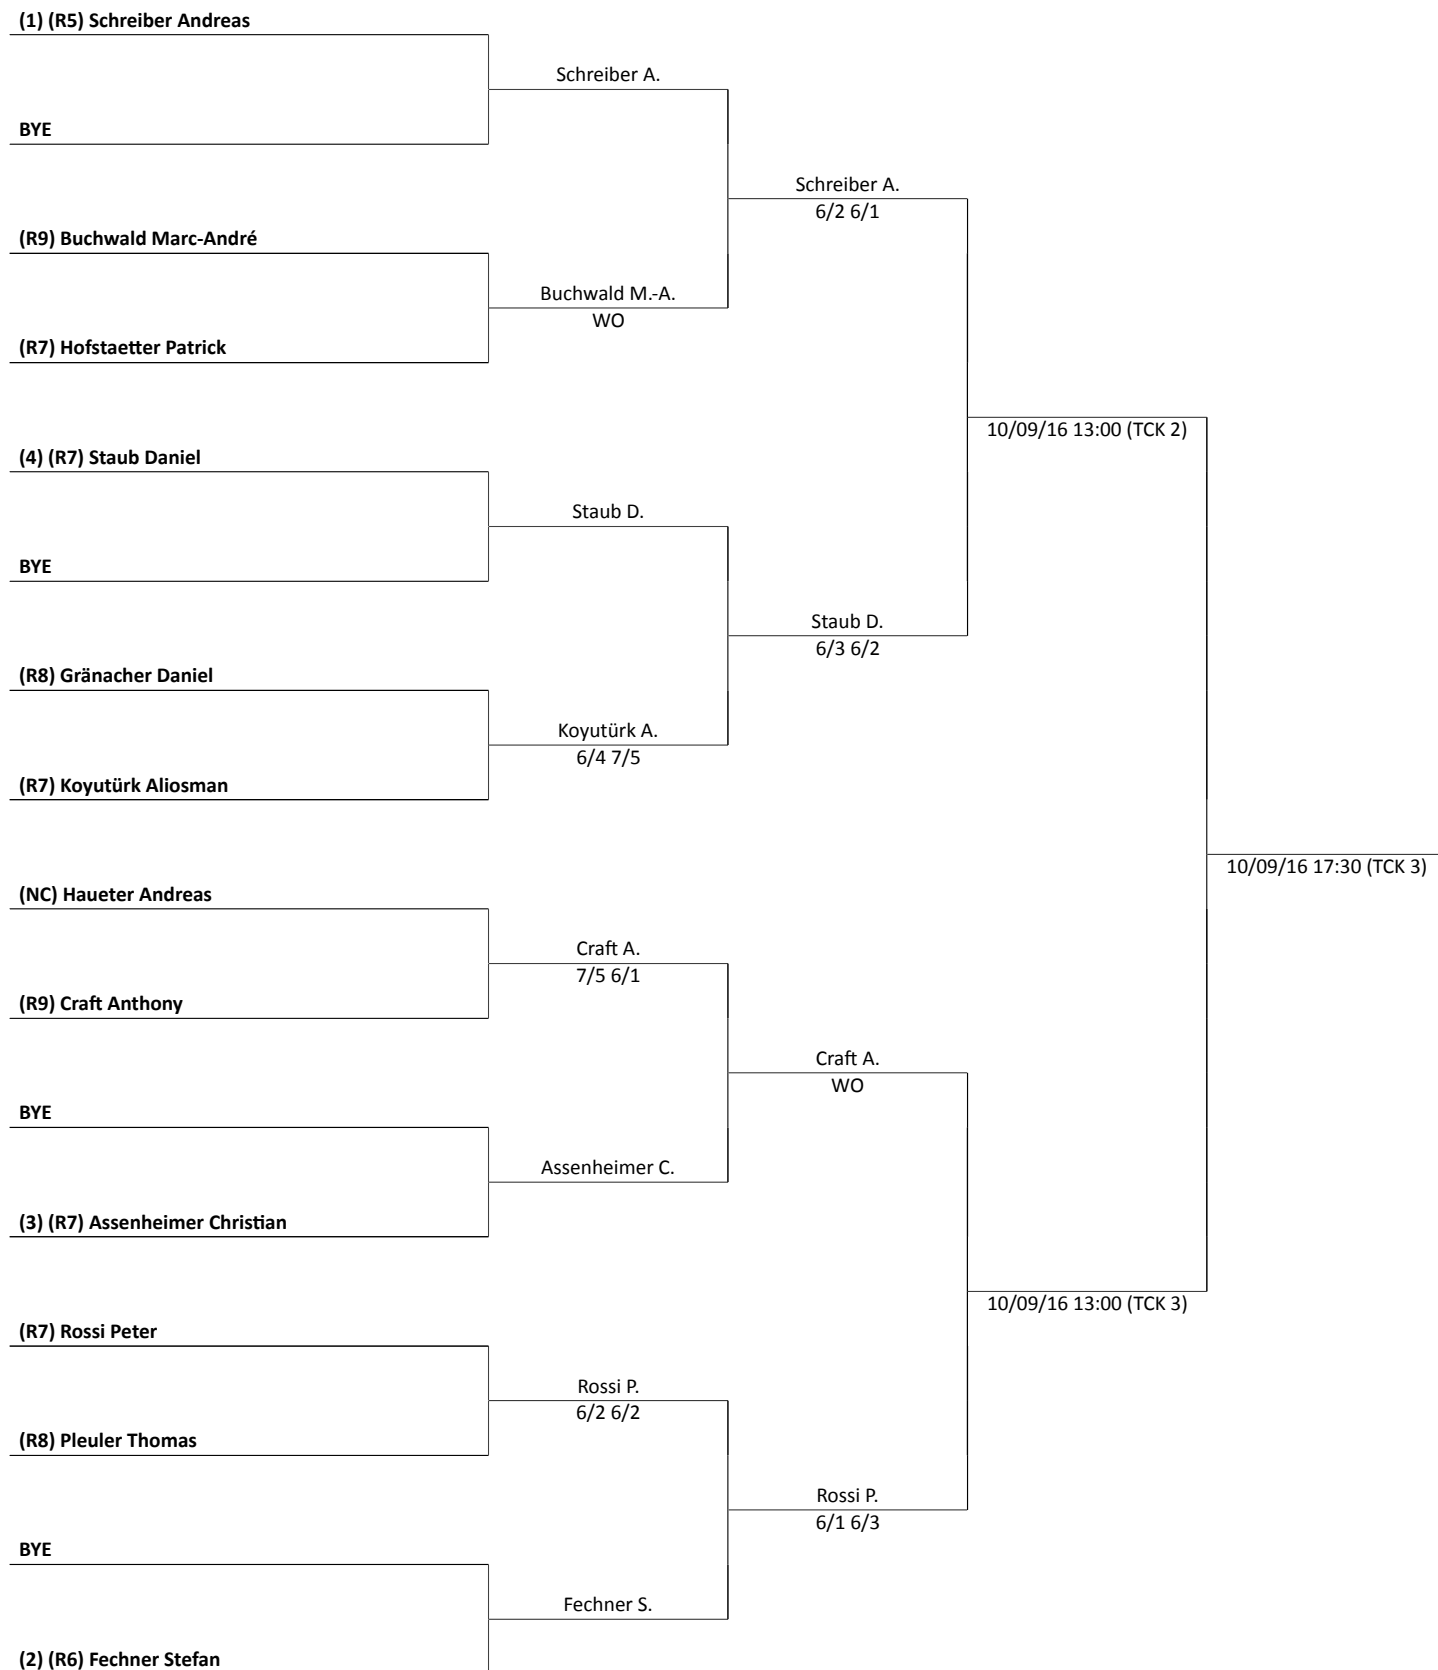 (1) (R5) Schreiber Andreas
Schreiber A.
BYE
Schreiber A.
6/2 6/1
(R9) Buchwald Marc-André
Buchwald M.-A.
WO
(R7) Hofstaetter Patrick
10/09/16 13:00 (TCK 2)
(4) (R7) Staub Daniel
Staub D.
BYE
Staub D.
6/3 6/2
(R8) Gränacher Daniel
Koyutürk A.
6/4 7/5
(R7) Koyutürk Aliosman
10/09/16 17:30 (TCK 3)
(NC) Haueter Andreas
Craft A.
7/5 6/1
(R9) Craft Anthony
Craft A.
WO
BYE
Assenheimer C.
(3) (R7) Assenheimer Christian
10/09/16 13:00 (TCK 3)
(R7) Rossi Peter
Rossi P.
6/2 6/2
(R8) Pleuler Thomas
Rossi P.
6/1 6/3
BYE
Fechner S.
(2) (R6) Fechner Stefan